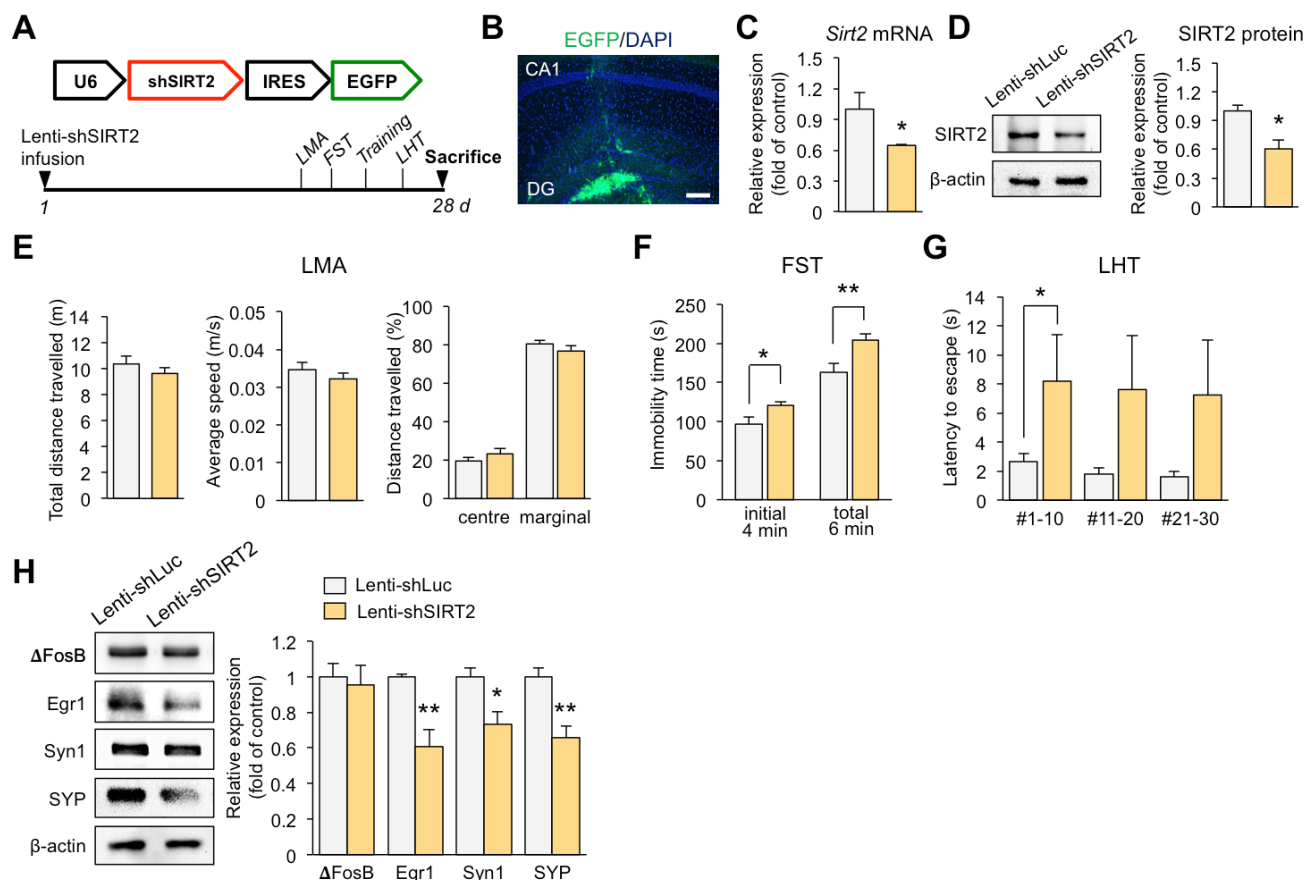 A
U6
shSIRT2
IRES
EGFP
Lenti-shSIRT2
infusion
LMA
FST
Training
LHT
Sacrifice
1
28 d
B
EGFP/DAPI
CA1
DG
C
Sirt2 mRNA
Relative expression
(fold of control)
1.5
1.2
0.9
0.6
0.3
0
*
D
Lenti-shLuc
Lenti-shSIRT2
SIRT2
β-actin
SIRT2 protein
Relative expression
(fold of control)
1.5
1.2
0.9
0.6
0.3
0
*
E
LMA
Total distance travelled (m)
14
12
10
8
6
4
2
0
Average speed (m/s)
0.05
0.04
0.03
0.02
0.01
0
Distance travelled (%)
100
80
60
40
20
0
centre
marginal
F
FST
Immobility time (s)
250
200
150
100
50
0
*
**
initial
4 min
total
6 min
G
LHT
Latency to escape (s)
14
12
10
8
6
4
2
0
*
#1-10
#11-20
#21-30
H
Lenti-shLuc
Lenti-shSIRT2
ΔFosB
Egr1
Syn1
SYP
β-actin
Lenti-shLuc
Lenti-shSIRT2
Relative expression
(fold of control)
1.2
1
0.8
0.6
0.4
0.2
0
**
*
**
ΔFosB
Egr1
Syn1
SYP